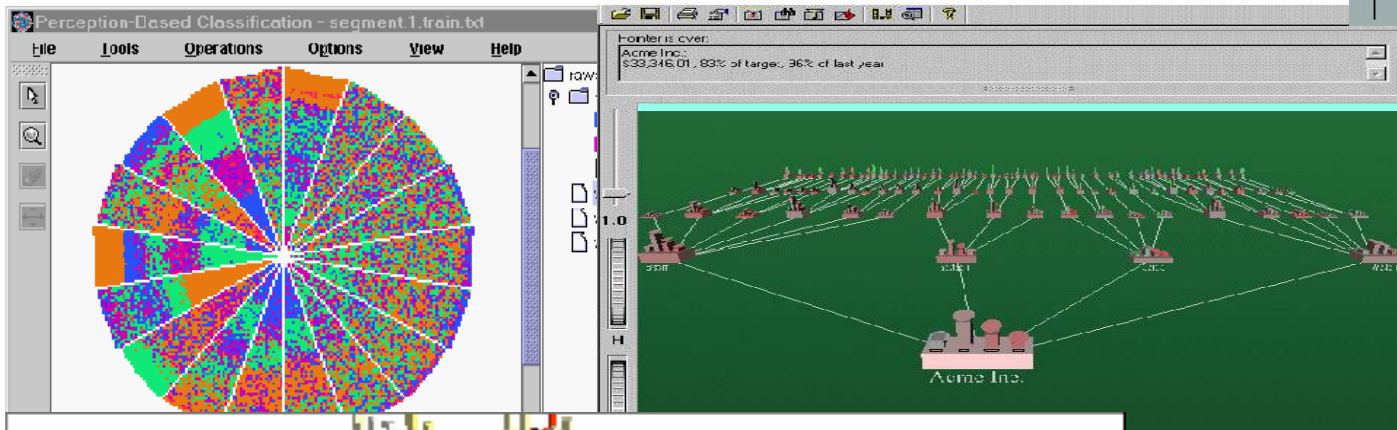 Perception-Based Classification - segment.1.train.txt
File Tools Operations Options View Help
Pointer is over:
Acme Inc.:
$33,346.01, 83% of target, 96% of last year
1.0
H
Acme Inc.